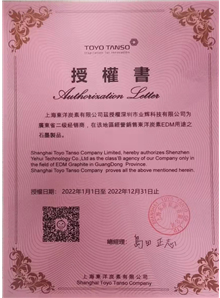 TOYO TANSO
授權書
Authorization Letter
上海東洋炭素有限公司茲授權深圳市业辉科技有限公司為
廣東省二級經銷商,在該地區經營銷售東洋炭素EDM用途之
石墨製品。
Shanghai Toyo Tanso Company Limited, hereby authorizes Shenzhen
Yehui Technology Co.,Ltd as the class'B agency of our Company only
in the field of EDM Graphite in GuangDong Province.
Shanghai Toyo Tanso Company proves all the above mentioned herein.
授權日期：2022年1月1日至 2022年12月31日止
總經理：
上海東洋炭素有限公司
Shanghai Toyo Tanso Company Limited